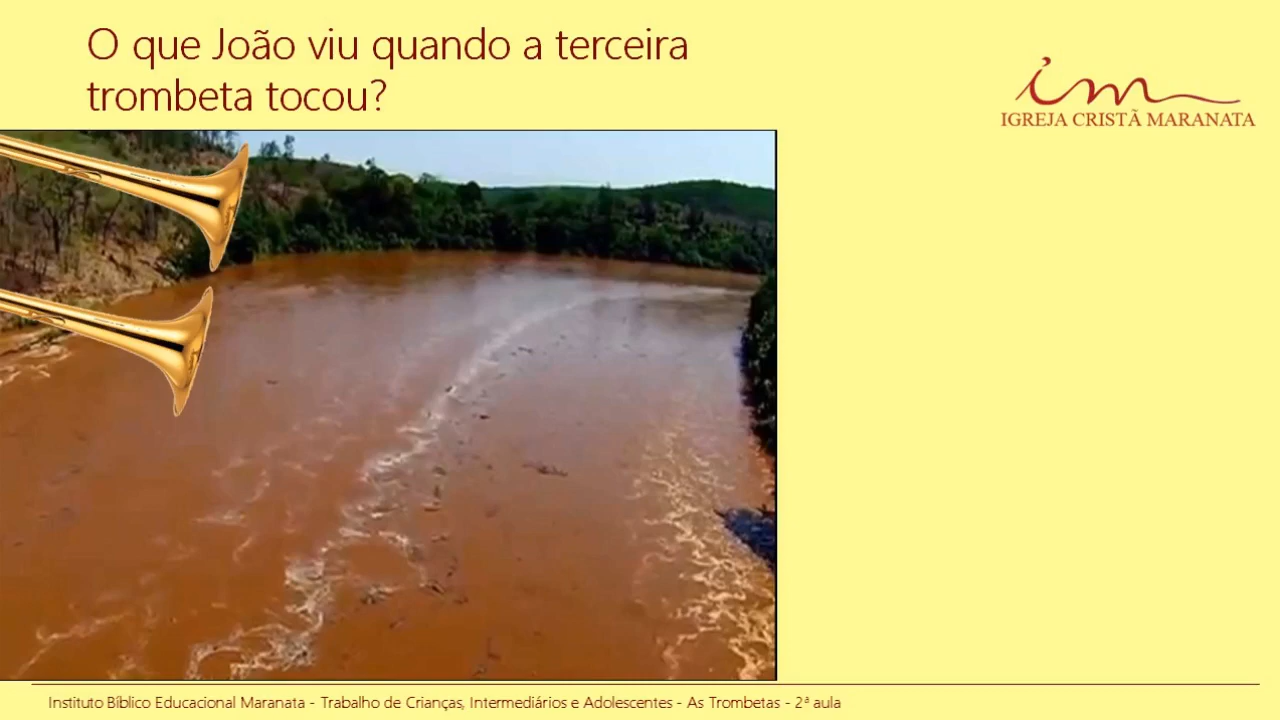 O que João viu quando a terceira
trombeta tocou?
im
IGREJA CRISTÃ MARANATA
Instituto Bíblico Educacional Maranata - Trabalho de Crianças, Intermediários e Adolescentes - As Trombetas - 2ª aula